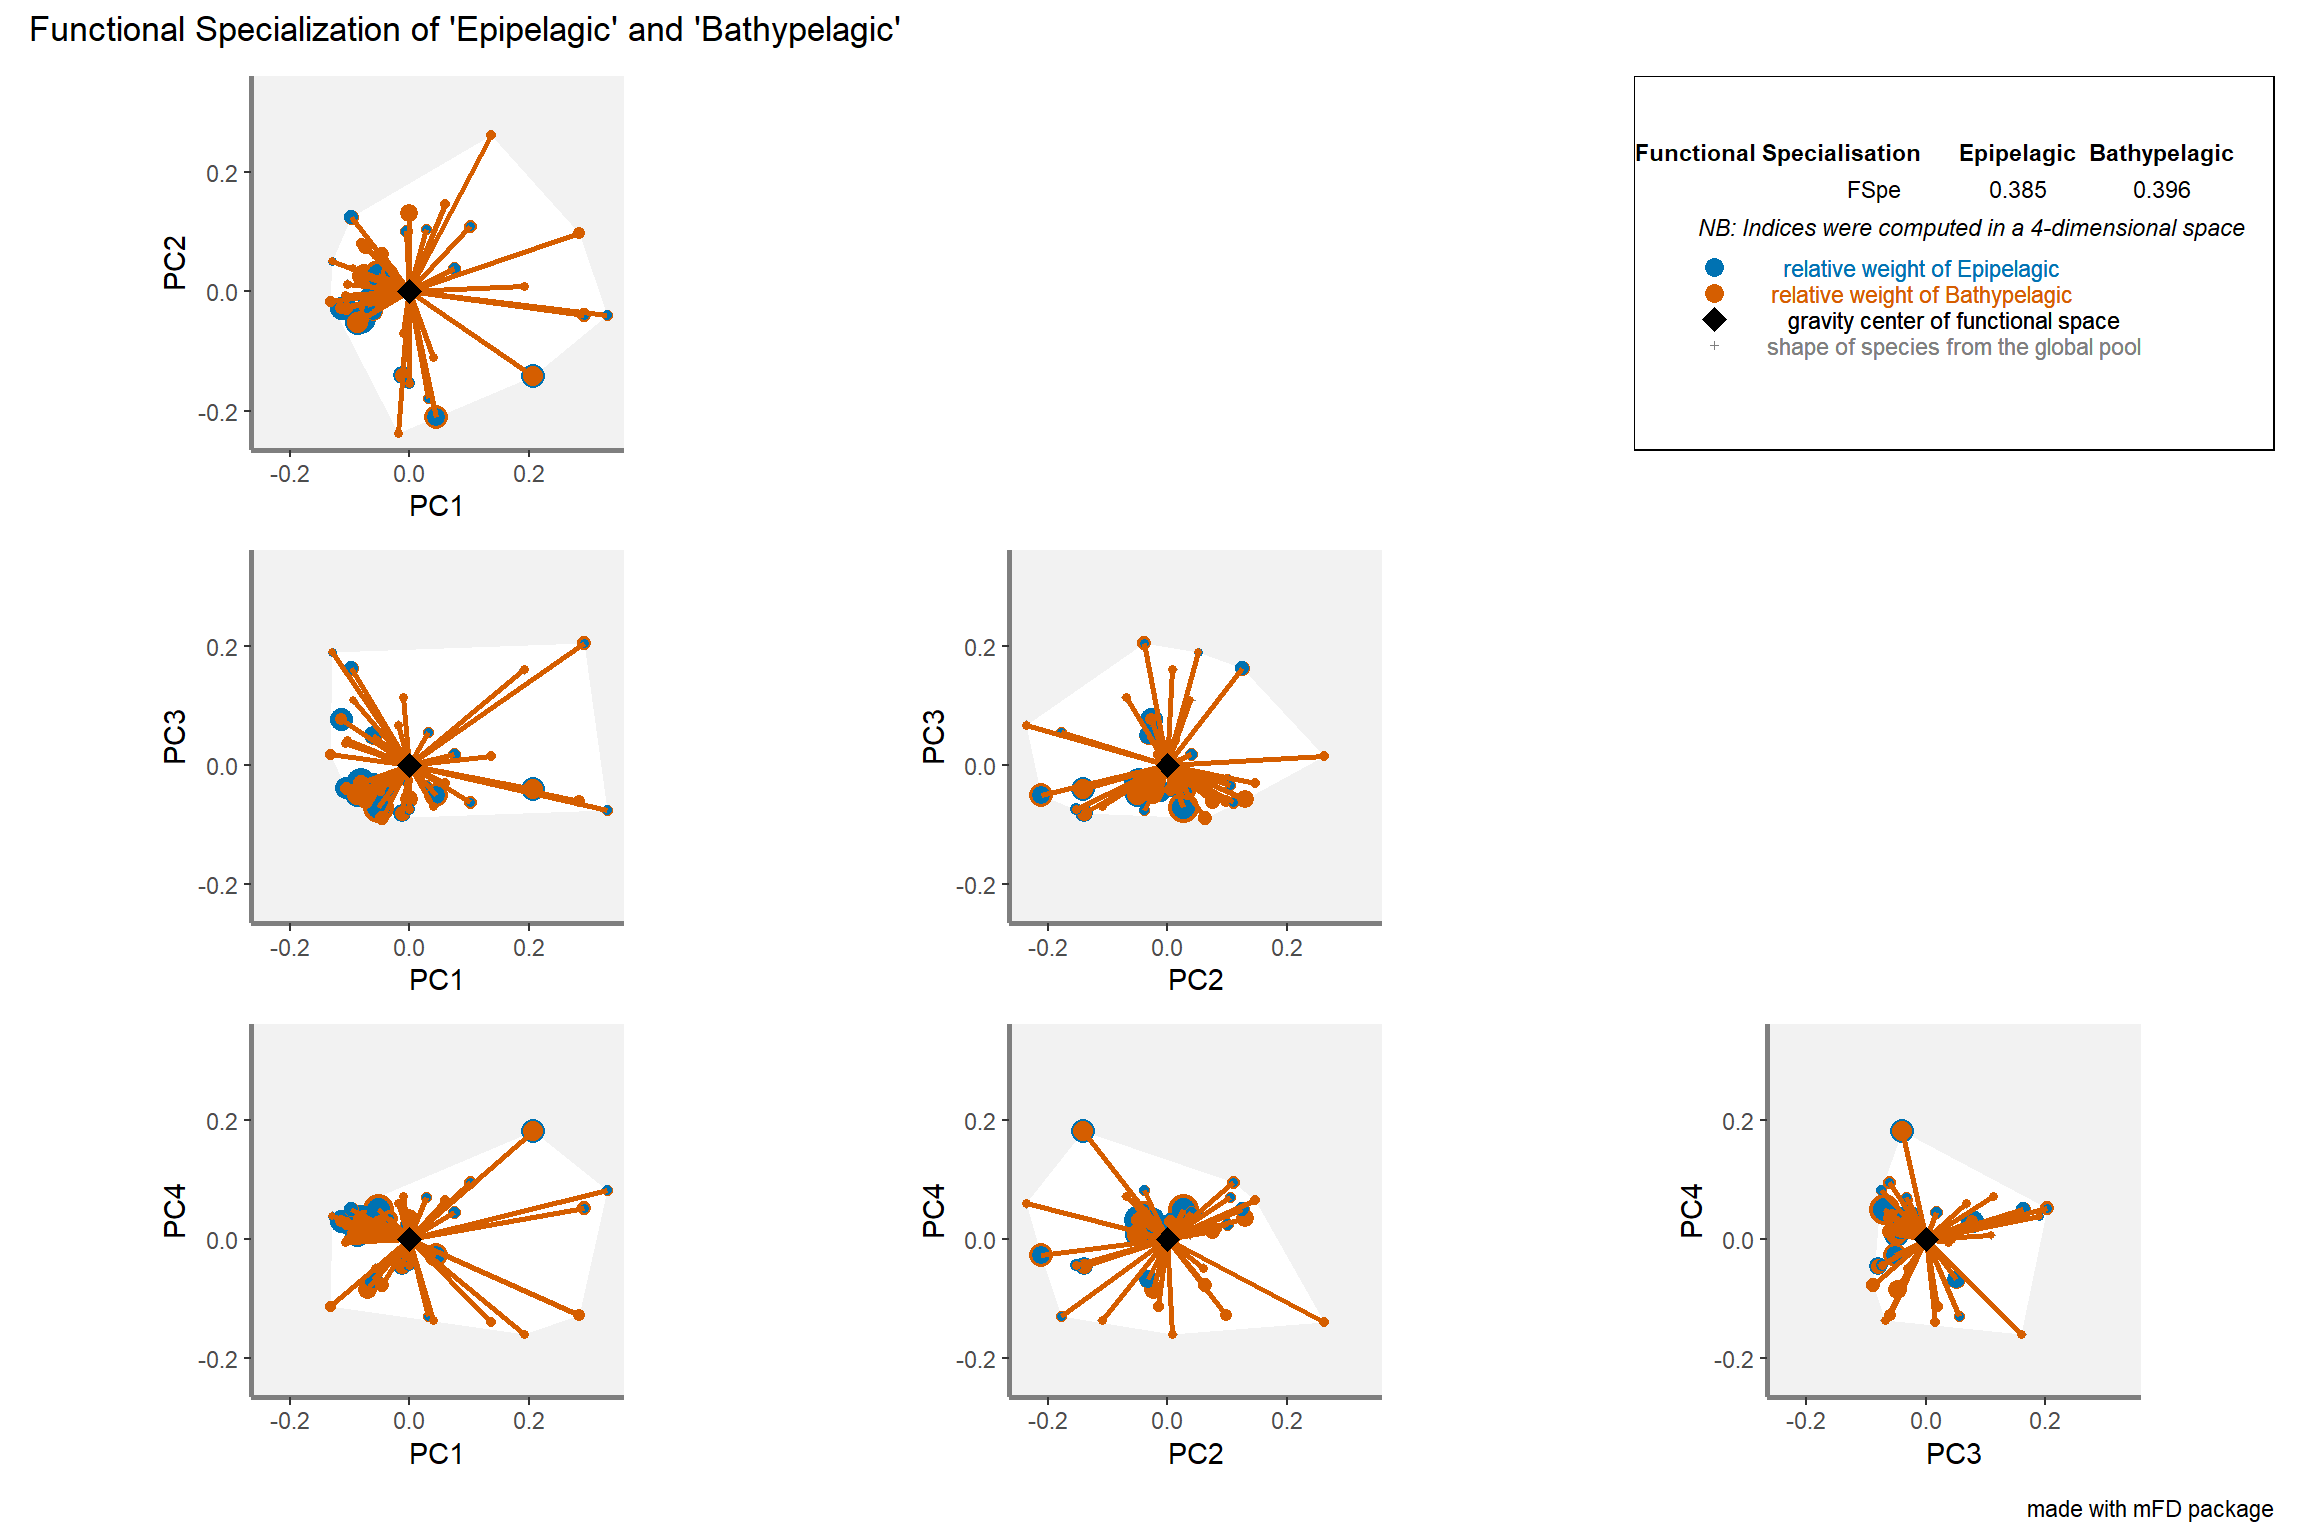 Functional Specialization of 'Epipelagic' and 'Bathypelagic'
PC2
0.2
0.0
-0.2
-0.2 0.0 0.2
PC1
Functional Specialisation Epipelagic Bathypelagic
FSpe 0.385 0.396
NB: Indices were computed in a 4-dimensional space
relative weight of Epipelagic
relative weight of Bathypelagic
gravity center of functional space
shape of species from the global pool
PC3
0.2
0.0
-0.2
-0.2 0.0 0.2
PC1
PC3
0.2
0.0
-0.2
-0.2 0.0 0.2
PC2
PC4
0.2
0.0
-0.2
-0.2 0.0 0.2
PC1
PC4
0.2
0.0
-0.2
-0.2 0.0 0.2
PC2
PC4
0.2
0.0
-0.2
-0.2 0.0 0.2
PC3
made with mFD package